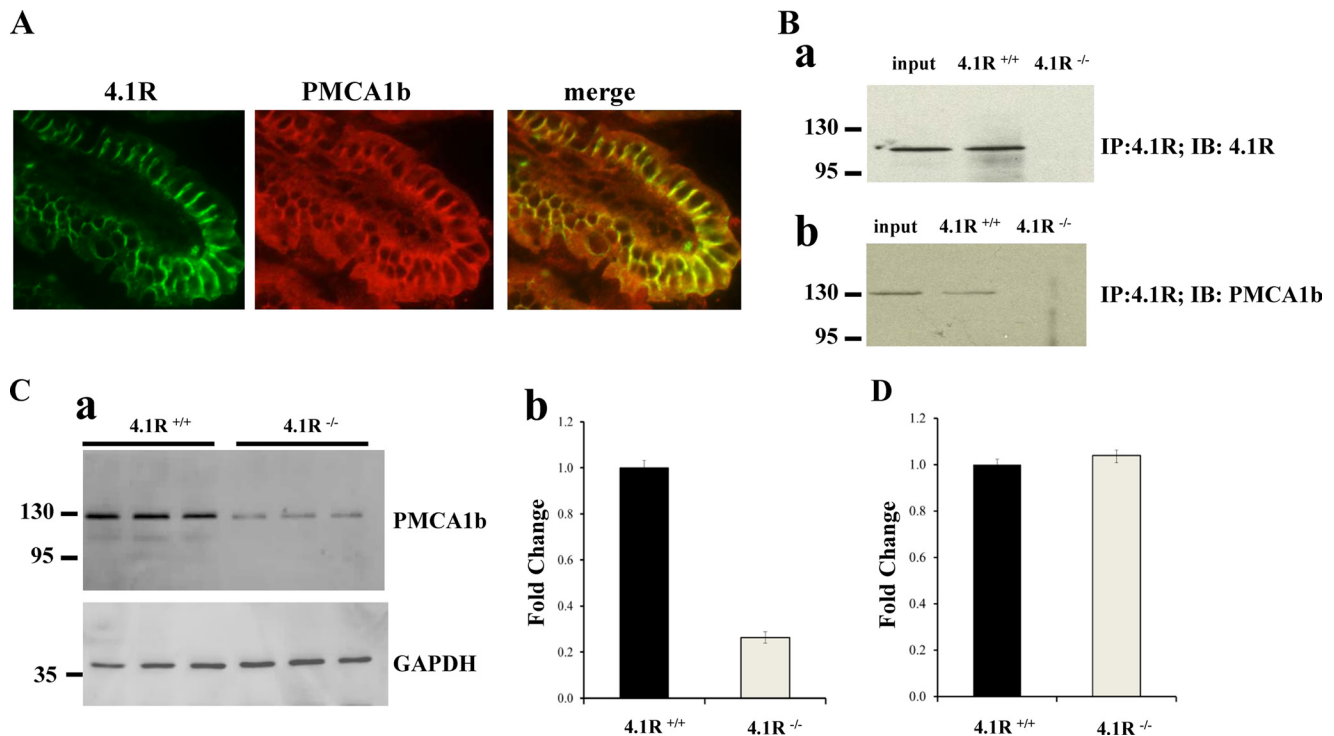 A
4.1R PMCA1b merge
B
a
input 4.1R +/+ 4.1R -/-
130
95
IP:4.1R; IB: 4.1R
b
input 4.1R +/+ 4.1R -/-
130
95
IP:4.1R; IB: PMCA1b
C
a
4.1R +/+ 4.1R -/-
130
95
PMCA1b
35
GAPDH
b
Fold Change
1.2
1.0
0.8
0.6
0.4
0.2
0.0
4.1R +/+ 4.1R -/-
D
Fold Change
1.2
1.0
0.8
0.6
0.4
0.2
0.0
4.1R +/+ 4.1R -/-